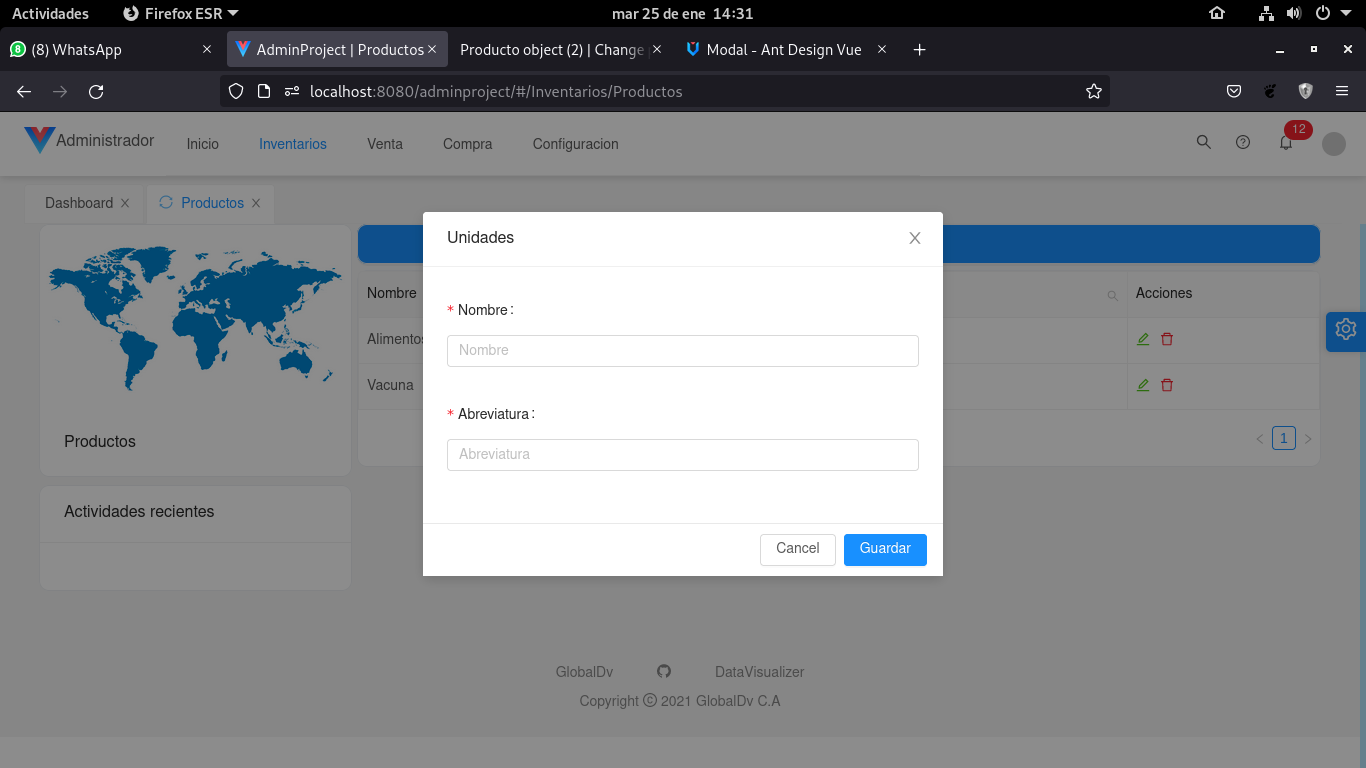 Actividades Firefox ESR mar 25 de ene 14:31
(8) WhatsApp AdminProject | Productos Producto object (2) | Change Modal - Ant Design Vue
localhost:8080/adminproject/#/Inventarios/Productos
Administrador Inicio Inventarios Venta Compra Configuracion 12
Dashboard Productos
Unidades
Nombre Acciones
* Nombre :
Alimentos
Nombre
Vacuna
* Abreviatura :
Abreviatura
1
Productos
Actividades recientes
Cancel Guardar
GlobalDv DataVisualizer
Copyright © 2021 GlobalDv C.A